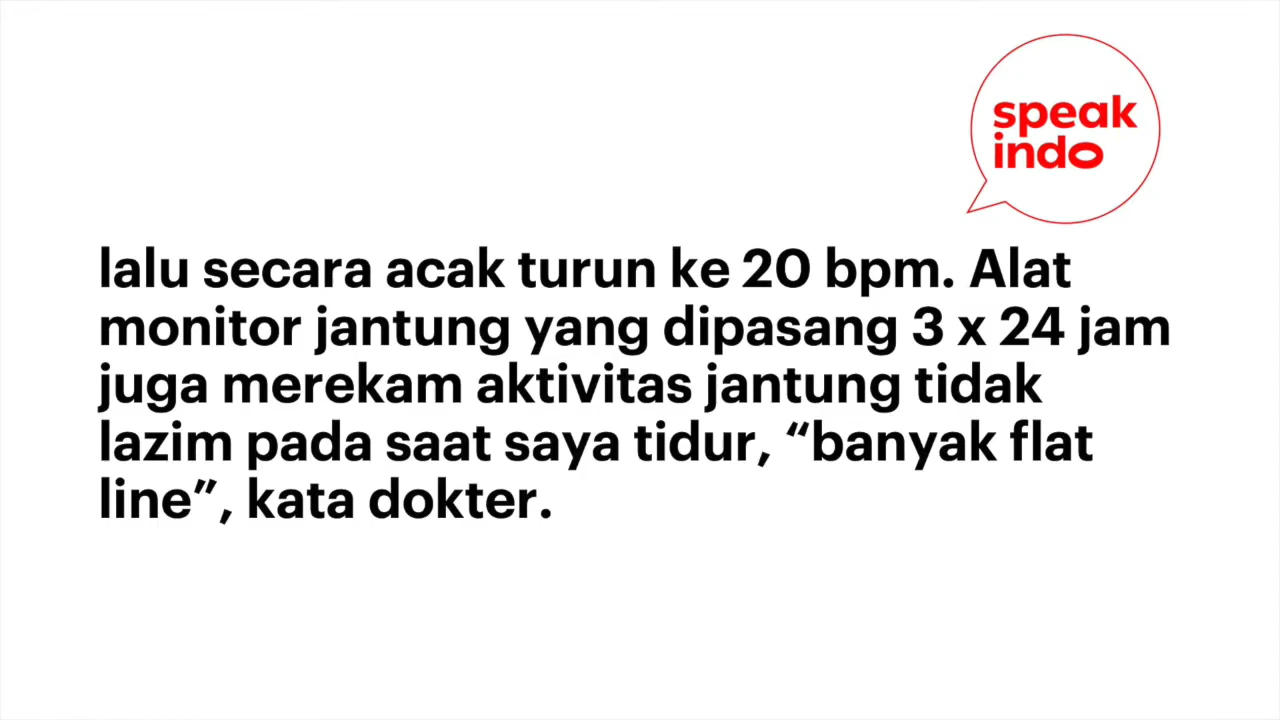 speak
indo
lalu secara acak turun ke 20 bpm. Alat
monitor jantung yang dipasang 3 x 24 jam
juga merekam aktivitas jantung tidak
lazim pada saat saya tidur, “banyak flat
line”, kata dokter.